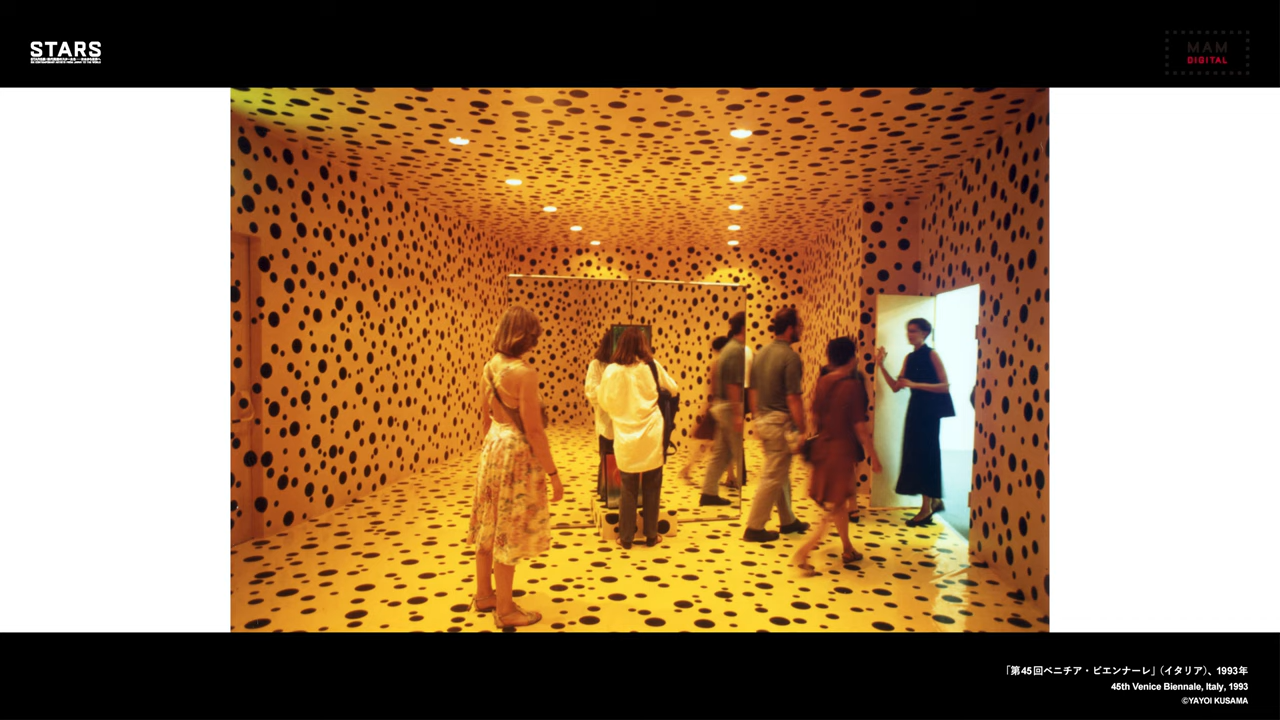 STARS
MAM
DIGITAL
「第45回ベニチア・ビエンナーレ」(イタリア)、1993年
45th Venice Biennale, Italy, 1993
©YAYOI KUSAMA